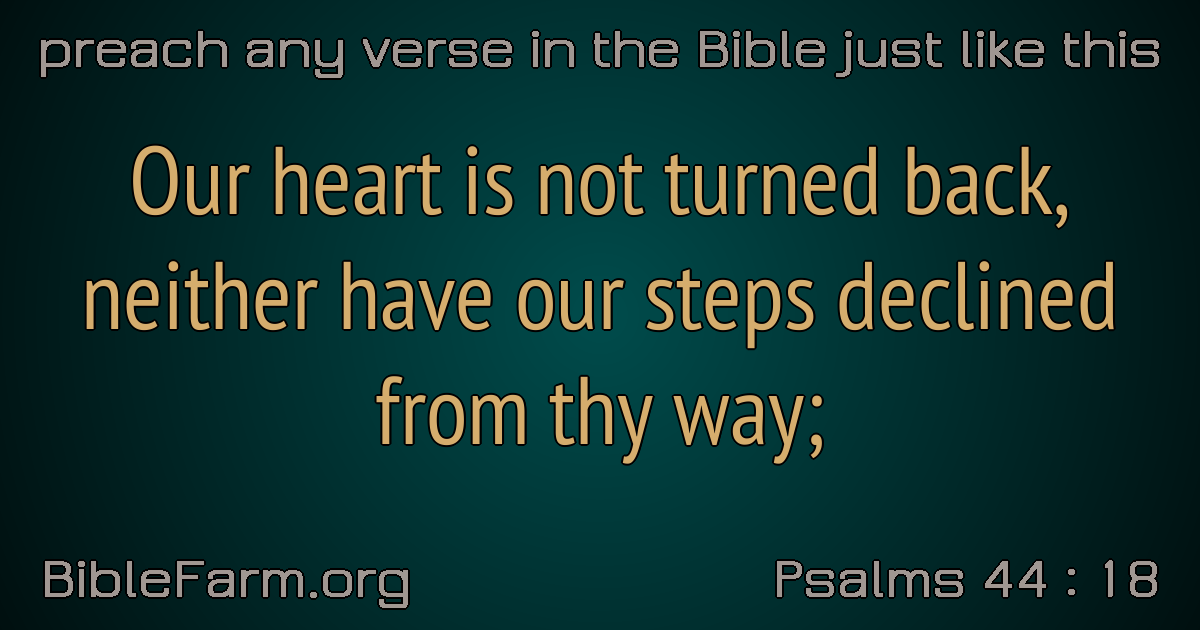 preach any verse in the Bible just like this
Our heart is not turned back,
neither have our steps declined
from thy way;
BibleFarm.org
Psalms 44 : 18